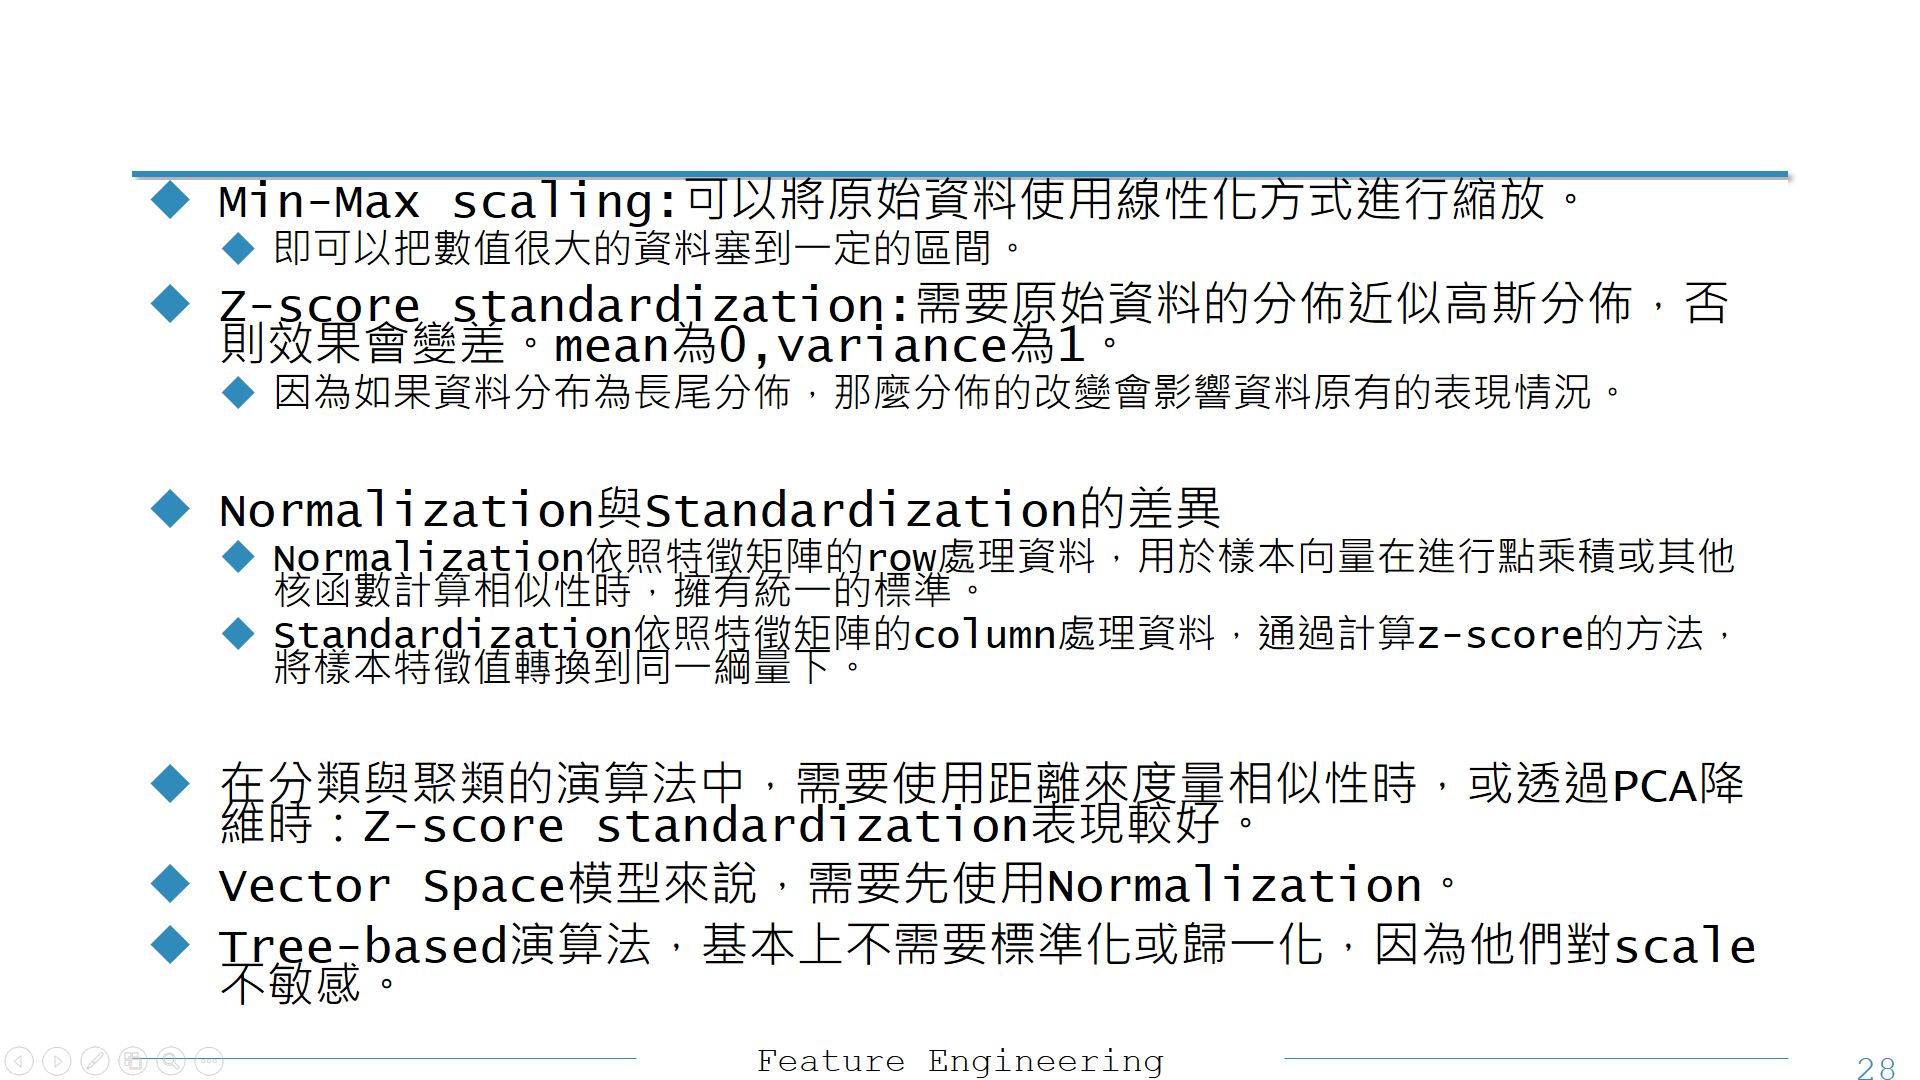 Min-Max scaling:可以將原始資料使用線性化方式進行縮放。
即可以把數值很大的資料塞到一定的區間。
Z-score standardization:需要原始資料的分佈近似高斯分佈，否
則效果會變差。mean為0,variance為1。
因為如果資料分布為長尾分佈，那麼分佈的改變會影響資料原有的表現情況。
Normalization與Standardization的差異
Normalization依照特徵矩陣的row處理資料，用於樣本向量在進行點乘積或其他
核函數計算相似性時，擁有統一的標準。
Standardization依照特徵矩陣的column處理資料，通過計算z-score的方法，
將樣本特徵值轉換到同一綱量下。
在分類與聚類的演算法中，需要使用距離來度量相似性時，或透過PCA降
維時：Z-score standardization表現較好。
Vector Space模型來說，需要先使用Normalization。
Tree-based演算法，基本上不需要標準化或歸一化，因為他們對scale
不敏感。
Feature Engineering
28